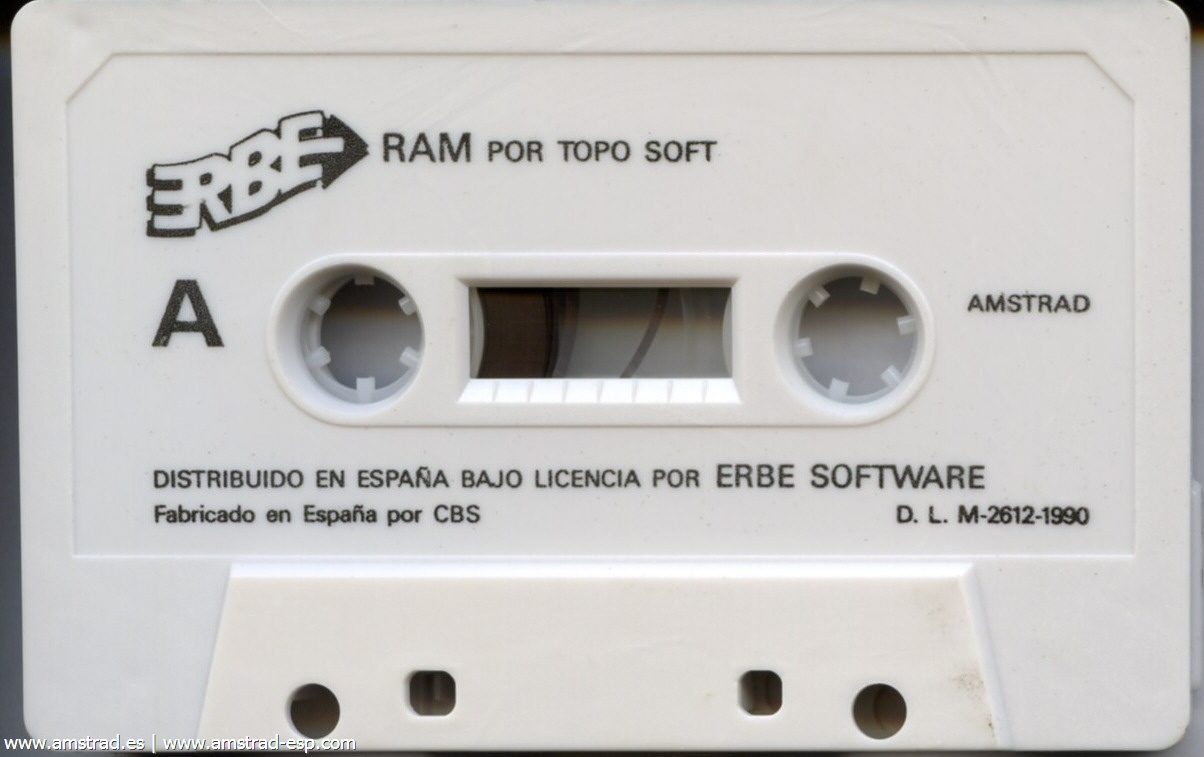 ERBE RAM POR TOPO SOFT
A
AMSTRAD
DISTRIBUIDO EN ESPAÑA BAJO LICENCIA POR ERBE SOFTWARE
Fabricado en España por CBS D. L. M-2612-1990
www.amstrad.es | www.amstrad-esp.com